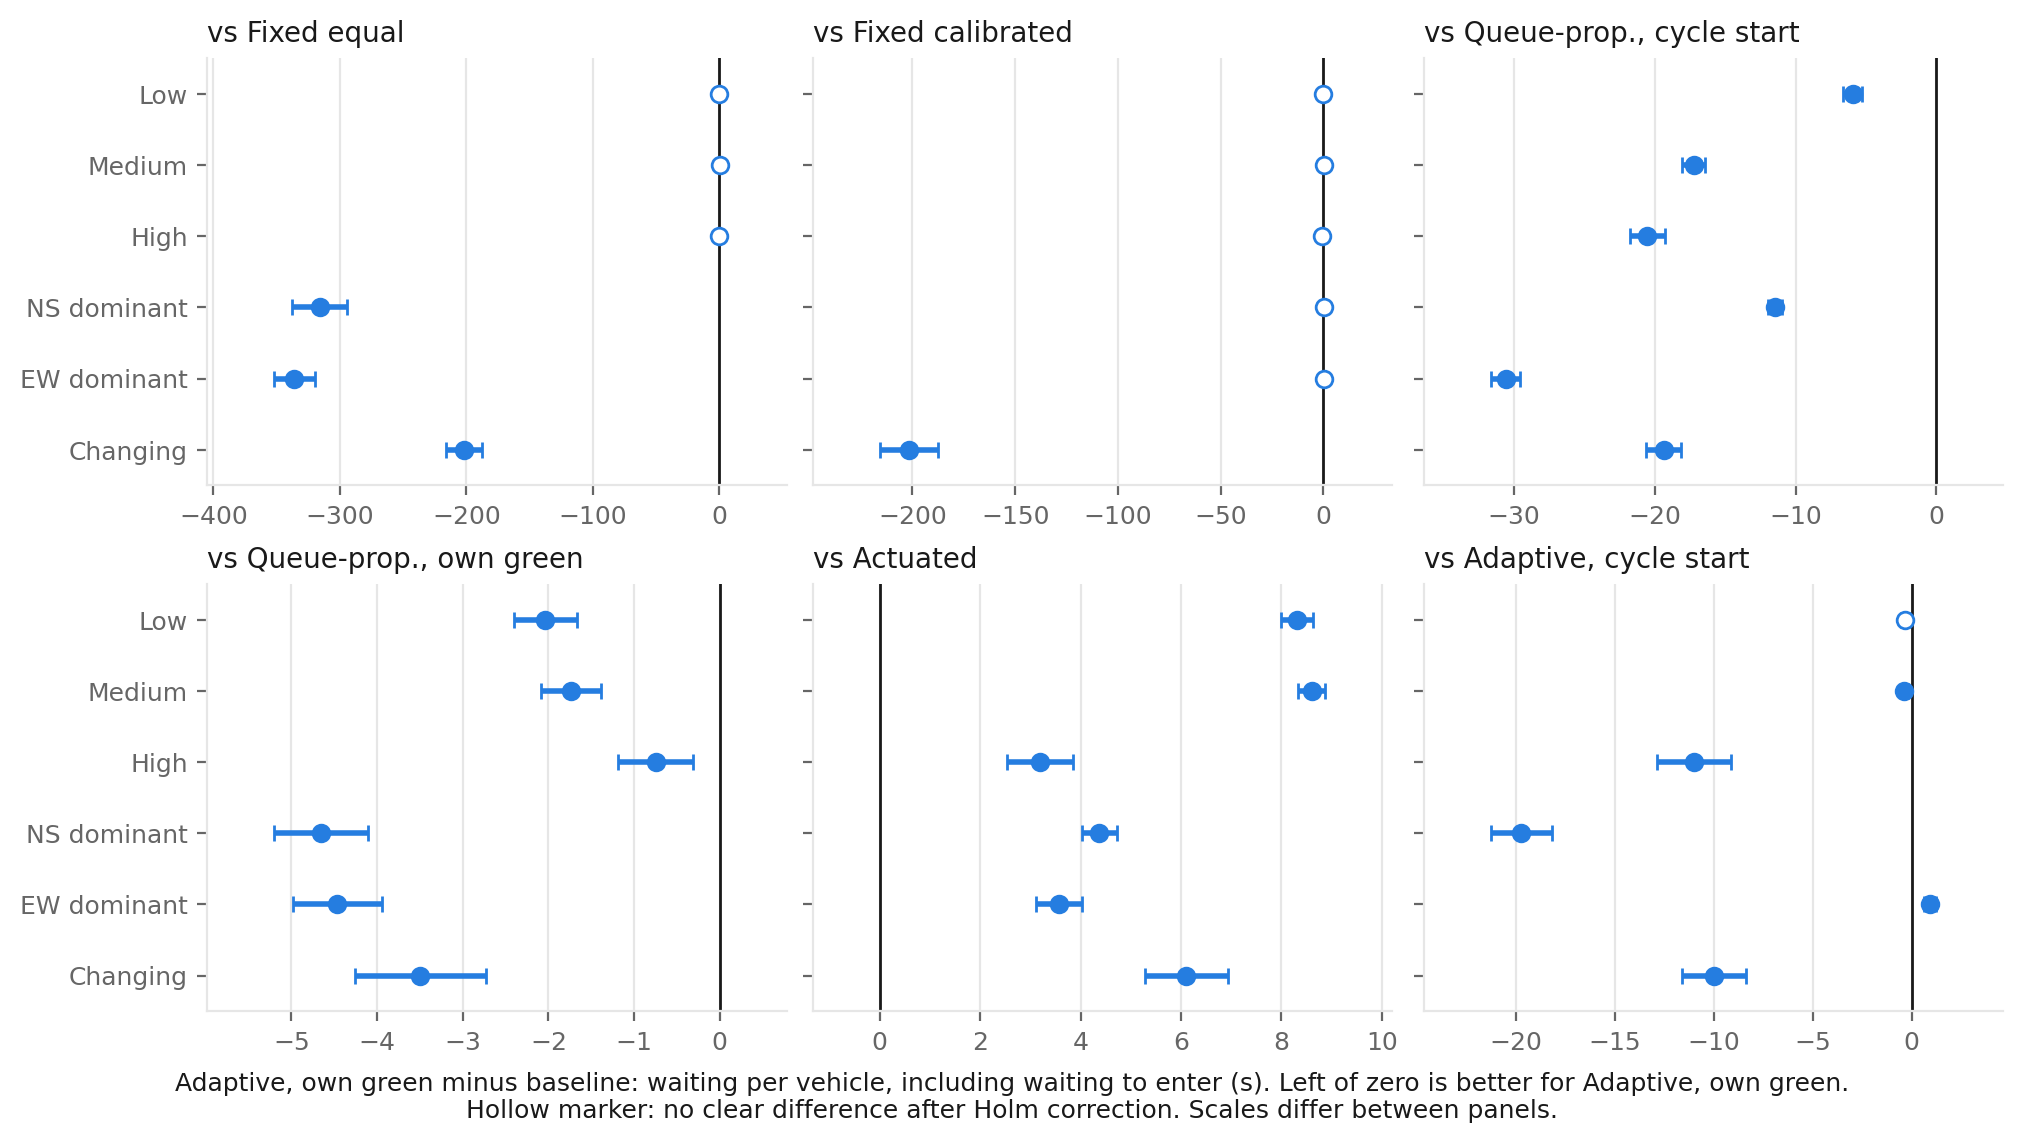 vs Fixed equal
vs Fixed calibrated
vs Queue-prop., cycle start
Low
Medium
High
NS dominant
EW dominant
Changing
−400 −300 −200 −100 0
−200 −150 −100 −50 0
−30 −20 −10 0
vs Queue-prop., own green
vs Actuated
vs Adaptive, cycle start
Low
Medium
High
NS dominant
EW dominant
Changing
−5 −4 −3 −2 −1 0
0 2 4 6 8 10
−20 −15 −10 −5 0
Adaptive, own green minus baseline: waiting per vehicle, including waiting to enter (s). Left of zero is better for Adaptive, own green.
Hollow marker: no clear difference after Holm correction. Scales differ between panels.